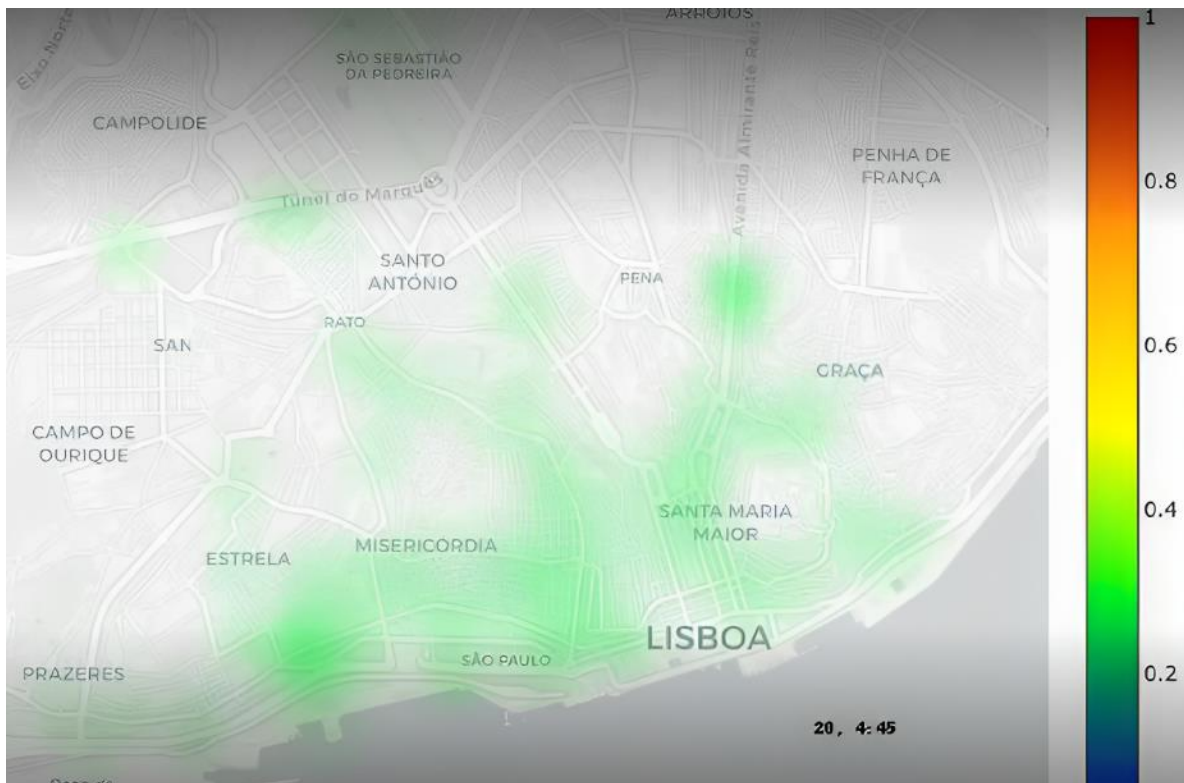 ARROIOS
1
Eixo Norte
SÃO SEBASTIÃO
DA PEDREIRA
CAMPOLIDE
Avenida Almirante Reis
PENHA DE
FRANÇA
0.8
Túnel do Marquês
SANTO
ANTÓNIO
PENA
RATO
SAN
0.6
GRAÇA
CAMPO DE
OURIQUE
SANTA MARIA
MAIOR
0.4
MISERICÓRDIA
ESTRELA
LISBOA
SÃO PAULO
PRAZERES
0.2
20, 4:45